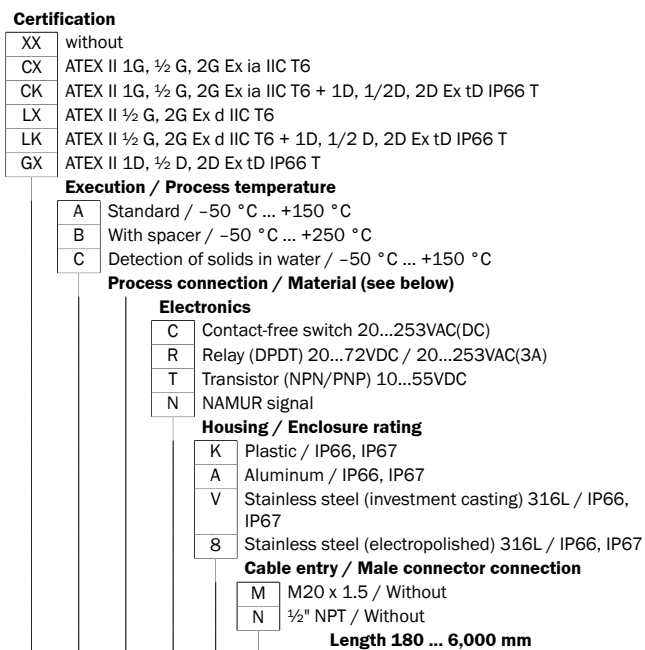 Certification
XX without
CX ATEX II 1G, ½ G, 2G Ex ia IIC T6
CK ATEX II 1G, ½ G, 2G Ex ia IIC T6 + 1D, 1/2D, 2D Ex tD IP66 T
LX ATEX II ½ G, 2G Ex d IIC T6
LK ATEX II ½ G, 2G Ex d IIC T6 + 1D, 1/2 D, 2D Ex tD IP66 T
GX ATEX II 1D, ½ D, 2D Ex tD IP66 T
Execution / Process temperature
A Standard / –50 °C ... +150 °C
B With spacer / –50 °C ... +250 °C
C Detection of solids in water / –50 °C ... +150 °C
Process connection / Material (see below)
Electronics
C Contact-free switch 20...253VAC(DC)
R Relay (DPDT) 20...72VDC / 20...253VAC(3A)
T Transistor (NPN/PNP) 10...55VDC
N NAMUR signal
Housing / Enclosure rating
K Plastic / IP66, IP67
A Aluminum / IP66, IP67
V Stainless steel (investment casting) 316L / IP66,
IP67
8 Stainless steel (electropolished) 316L / IP66, IP67
Cable entry / Male connector connection
M M20 x 1.5 / Without
N ½" NPT / Without
Length 180 ... 6,000 mm